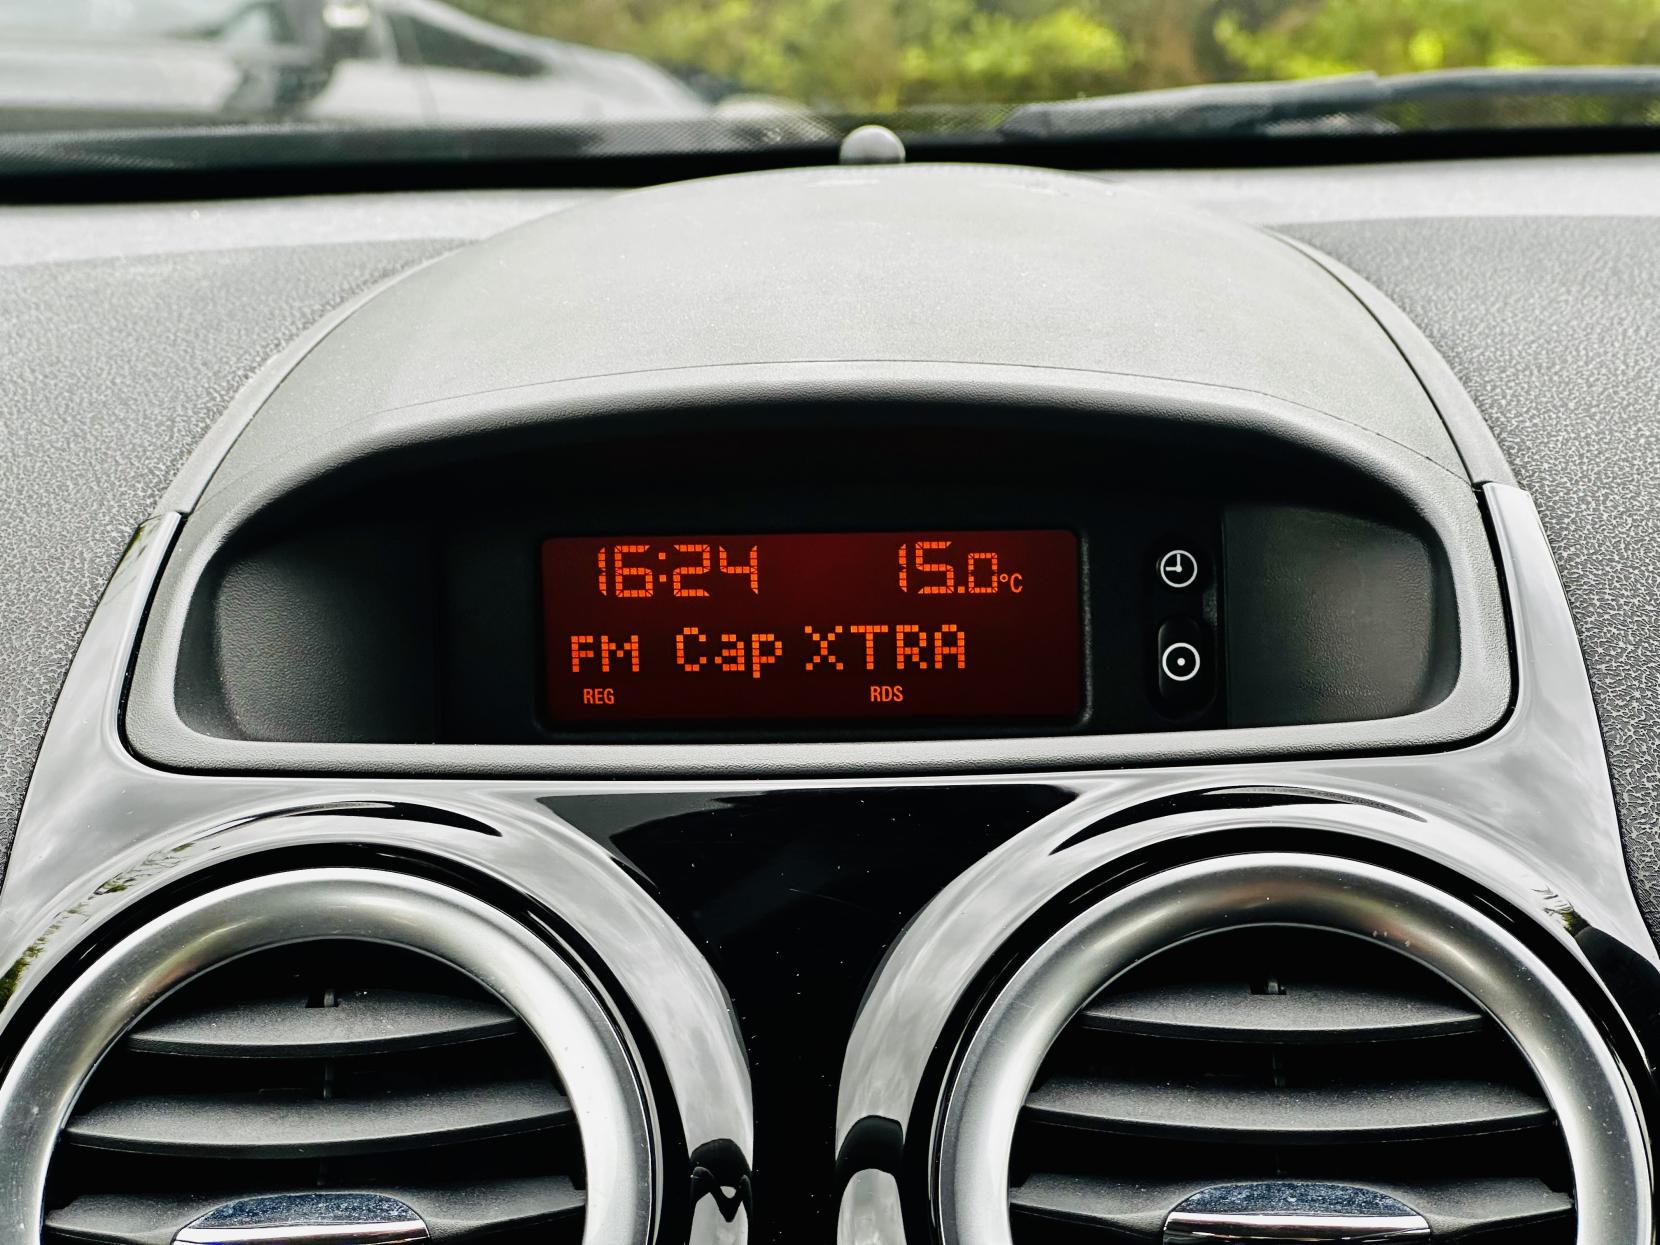 16:24 15.0°C
FM Cap XTRA
REG RDS